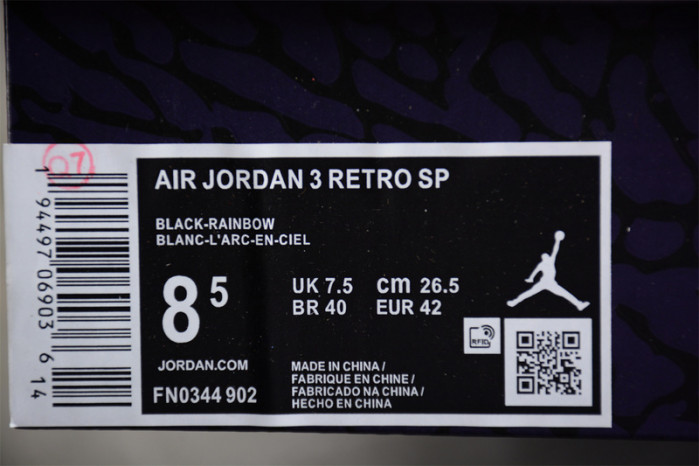 AIR JORDAN 3 RETRO SP
BLACK-RAINBOW
BLANC-L'ARC-EN-CIEL
8 5
UK 7.5 cm 26.5
BR 40 EUR 42
JORDAN.COM
FN0344 902
MADE IN CHINA /
FABRIQUE EN CHINE /
FABRICADO NA CHINA /
HECHO EN CHINA
RFID
07
1 94497 06903 6 14